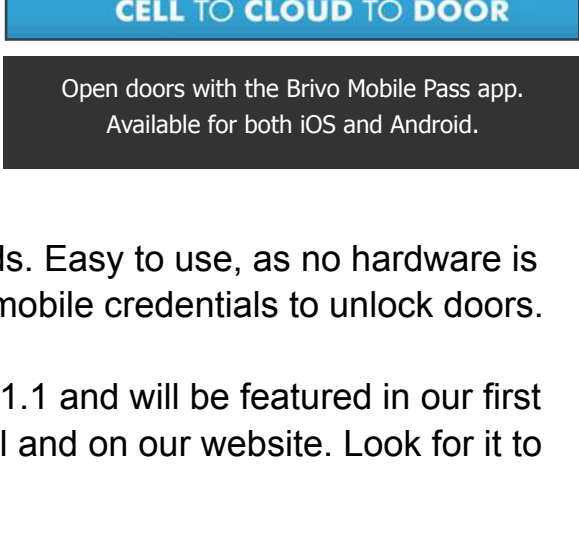 CELL TO CLOUD TO DOOR
Open doors with the Brivo Mobile Pass app.
Available for both iOS and Android.
ds. Easy to use, as no hardware is
mobile credentials to unlock doors.
1.1 and will be featured in our first
l and on our website. Look for it to